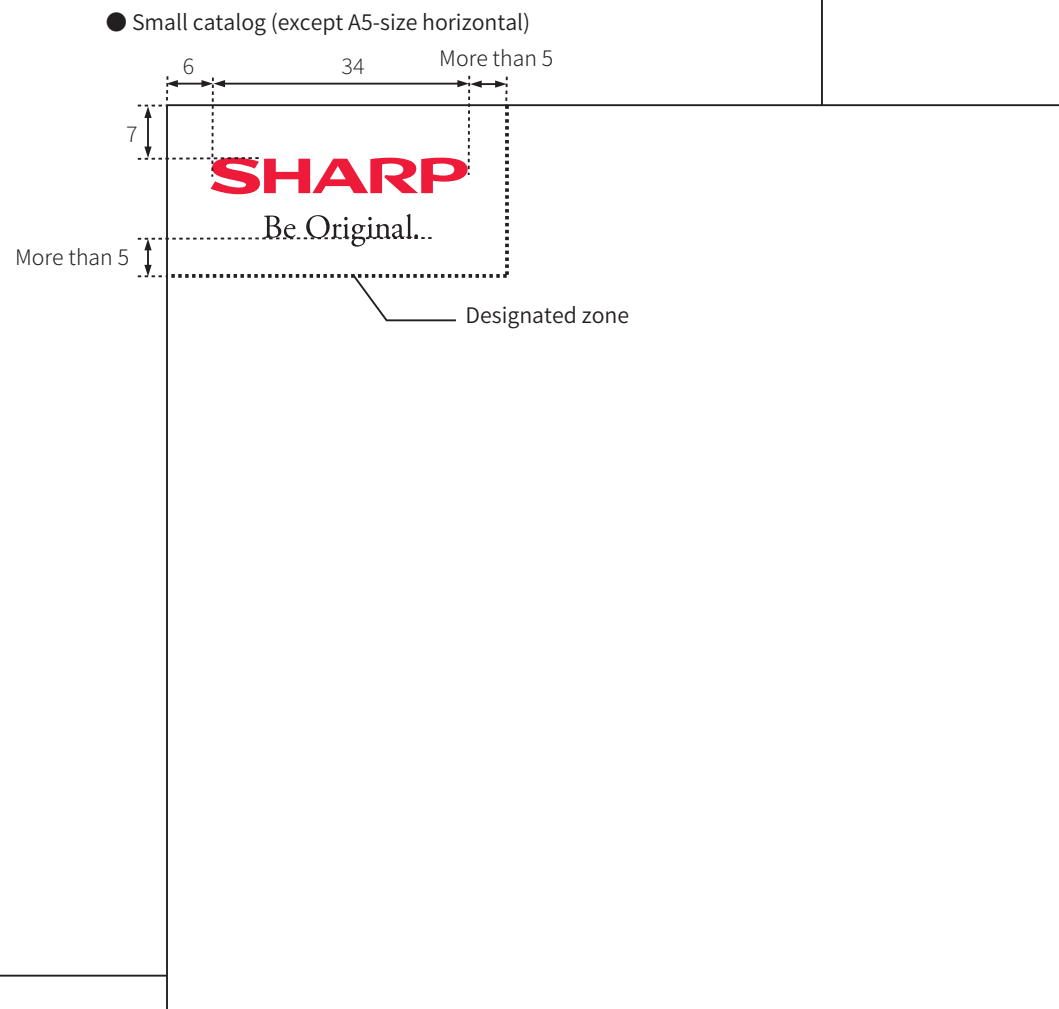 ● Small catalog (except A5-size horizontal)
6 34 More than 5
7
SHARP
Be Original.
More than 5
Designated zone